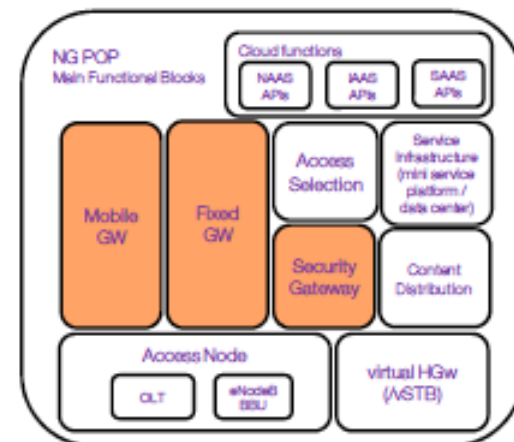 NG POP
Main Functional Blocks
Cloud functions
NAAS
APIs
IAAS
APIs
SAAS
APIs
Mobile
GW
Fixed
GW
Access
Selection
Service
Infrastructure
(mini service
platform /
data center)
Security
Gateway
Content
Distribution
Access Node
OLT
eNodeB
BBU
virtual HGw
(/vSTB)